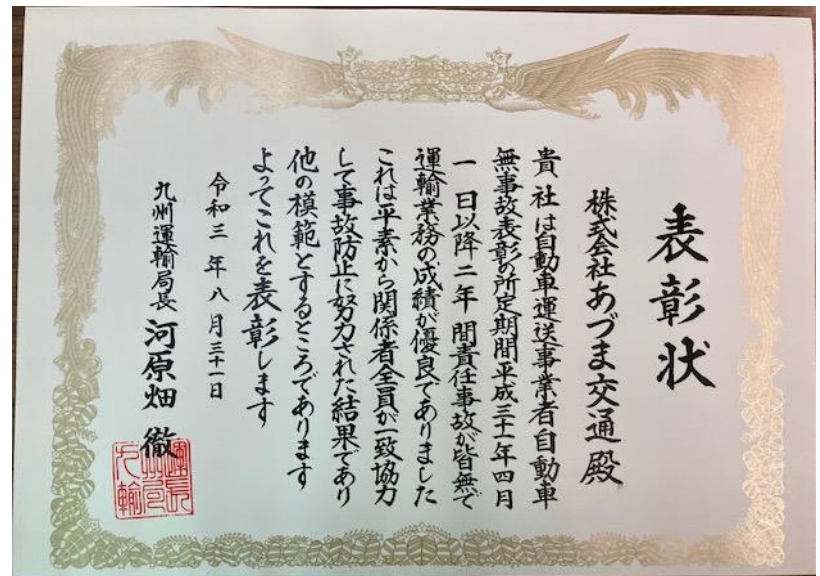 表彰状
株式会社あづま交通殿
貴社は自動車運送事業者自動車
無事故表彰の所定期間平成三十一年四月
一日以降二年間責任事故が皆無で
運輸業務の成績が優良でありました
これは平素から関係者全員が一致協力
して事故防止に努力された結果であり
他の模範とするところであります
よってこれを表彰します
令和三年八月三十一日
九州運輸局長 河原畑徹